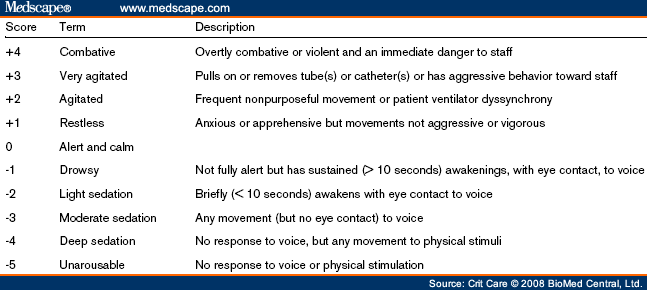 Medscape® www.medscape.com
Score Term Description
+4 Combative Overtly combative or violent and an immediate danger to staff
+3 Very agitated Pulls on or removes tube(s) or catheter(s) or has aggressive behavior toward staff
+2 Agitated Frequent nonpurposeful movement or patient ventilator dyssynchrony
+1 Restless Anxious or apprehensive but movements not aggressive or vigorous
0 Alert and calm
-1 Drowsy Not fully alert but has sustained (> 10 seconds) awakenings, with eye contact, to voice
-2 Light sedation Briefly (< 10 seconds) awakens with eye contact to voice
-3 Moderate sedation Any movement (but no eye contact) to voice
-4 Deep sedation No response to voice, but any movement to physical stimuli
-5 Unarousable No response to voice or physical stimulation
Source: Crit Care © 2008 BioMed Central, Ltd.